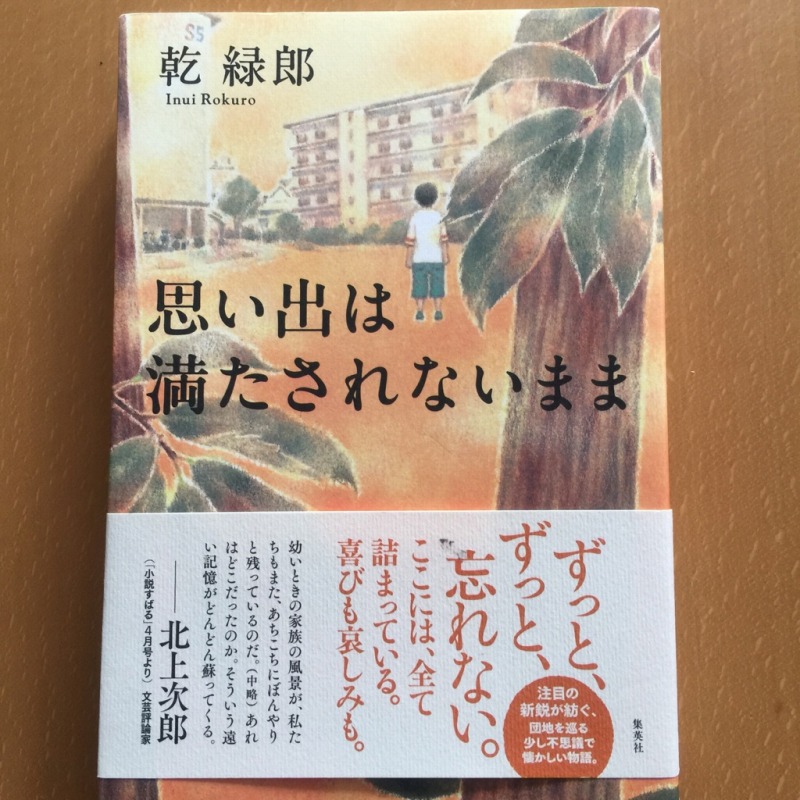 S5
乾 緑郎
Inui Rokuro
思い出は
満たされないまま
ずっと、
ずっと、
忘れない。
ここには、全て
詰まっている。
喜びも哀しみも。
幼いときの家族の風景が、私た
ちもまた、あちこちにぼんやり
と残っているのだ。（中略）あれ
はどこだったのか。そういう遠
い記憶がどんどん蘇ってくる。
――北上次郎
（「小説すばる」4月号より）文芸評論家
注目の
新鋭が紡ぐ、
団地を巡る
少し不思議で
懐かしい物語。
集英社